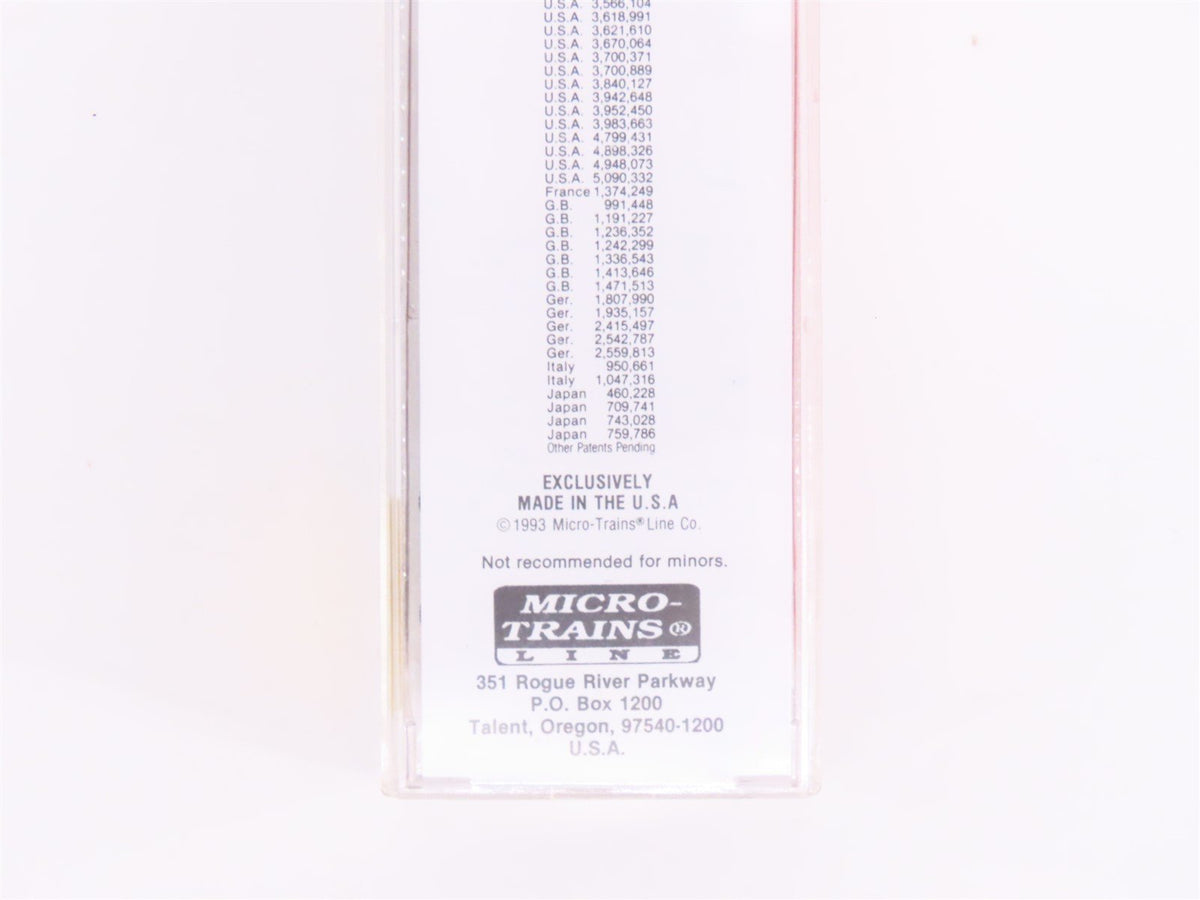 U.S.A. 3,566,104
U.S.A. 3,618,991
U.S.A. 3,621,610
U.S.A. 3,670,064
U.S.A. 3,700,371
U.S.A. 3,700,889
U.S.A. 3,840,127
U.S.A. 3,942,648
U.S.A. 3,952,450
U.S.A. 3,983,663
U.S.A. 4,799,431
U.S.A. 4,898,326
U.S.A. 4,948,073
U.S.A. 5,090,332
France 1,374,249
G.B. 991,448
G.B. 1,191,227
G.B. 1,236,352
G.B. 1,242,299
G.B. 1,336,543
G.B. 1,413,646
G.B. 1,471,513
Ger. 1,807,990
Ger. 1,935,157
Ger. 2,415,497
Ger. 2,542,787
Ger. 2,559,813
Italy 950,661
Italy 1,047,316
Japan 460,228
Japan 709,741
Japan 743,028
Japan 759,786
Other Patents Pending
EXCLUSIVELY
MADE IN THE U.S.A
©1993 Micro-Trains® Line Co.
Not recommended for minors.
MICRO-
TRAINS®
LINE
351 Rogue River Parkway
P.O. Box 1200
Talent, Oregon, 97540-1200
U.S.A.